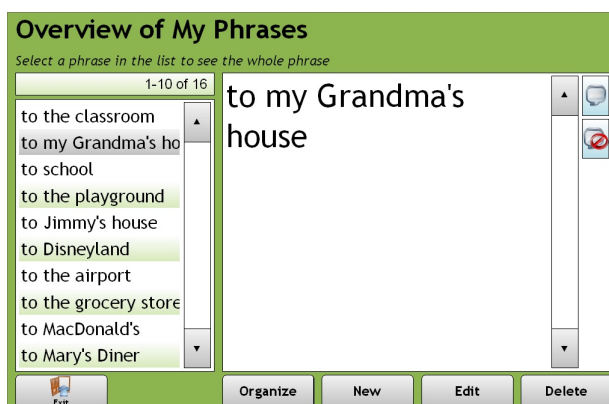 Overview of My Phrases
Select a phrase in the list to see the whole phrase
1-10 of 16
to the classroom
to my Grandma's ho
to school
to the playground
to Jimmy's house
to Disneyland
to the airport
to the grocery store
to MacDonald's
to Mary's Diner
to my Grandma's
house
Exit
Organize
New
Edit
Delete